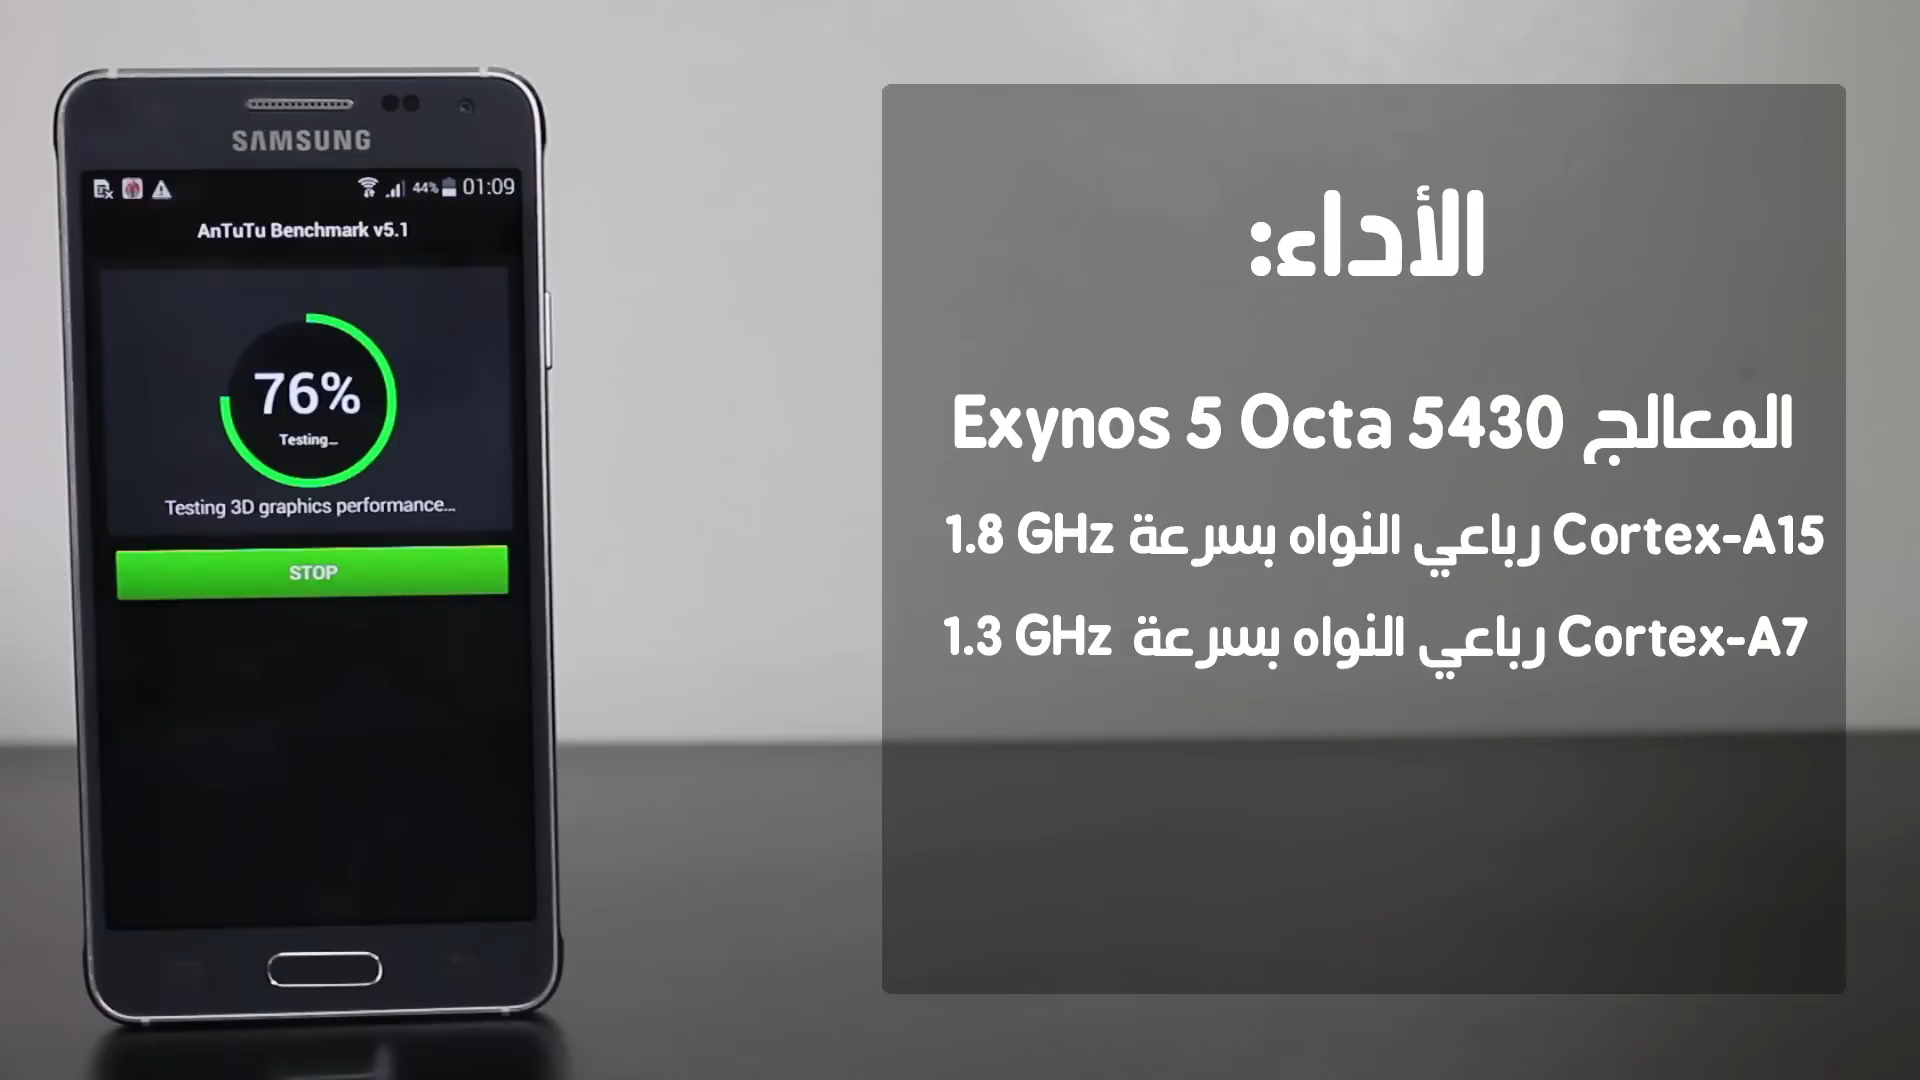 SAMSUNG
44% 01:09
AnTuTu Benchmark v5.1
76%
Testing...
Testing 3D graphics performance...
STOP
الأداء:
المعالج Exynos 5 Octa 5430
Cortex-A15 رباعي النواه بسرعة 1.8 GHz
Cortex-A7 رباعي النواه بسرعة 1.3 GHz